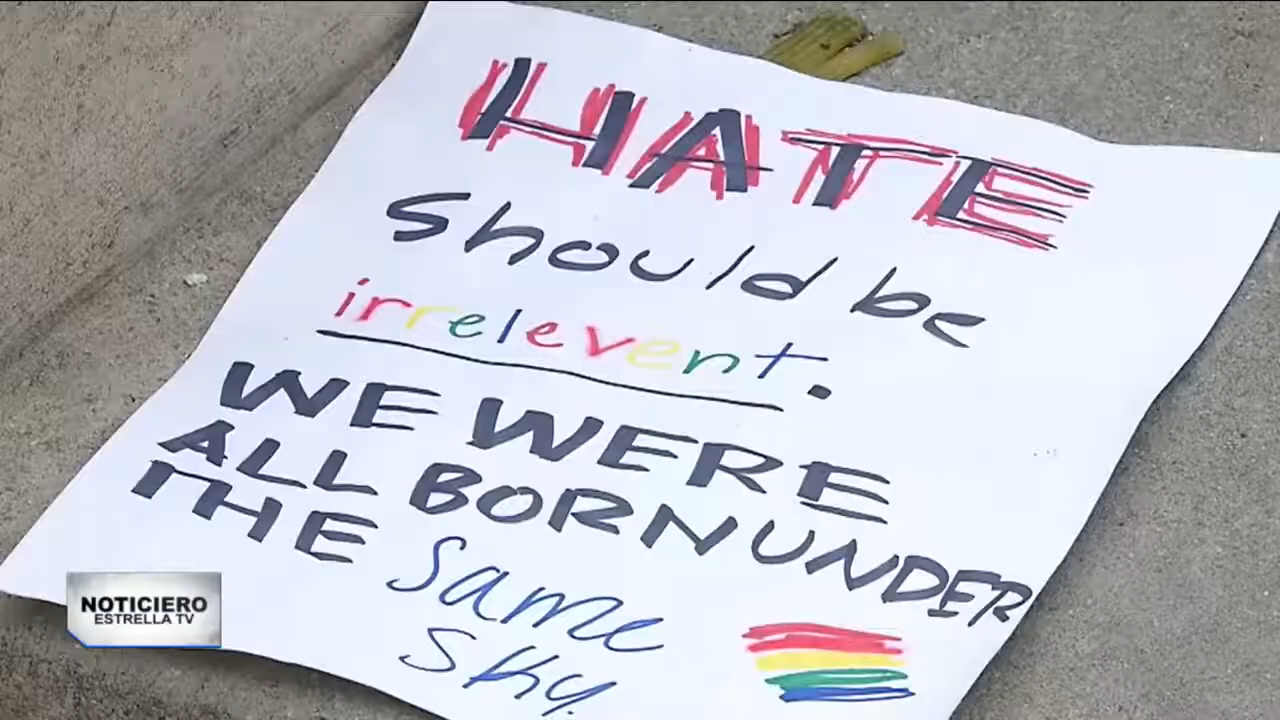 HATE
Should be
irrelevent.
WE WERE
ALL BORN UNDER
THE same
sky.
NOTICIERO
ESTRELLA TV